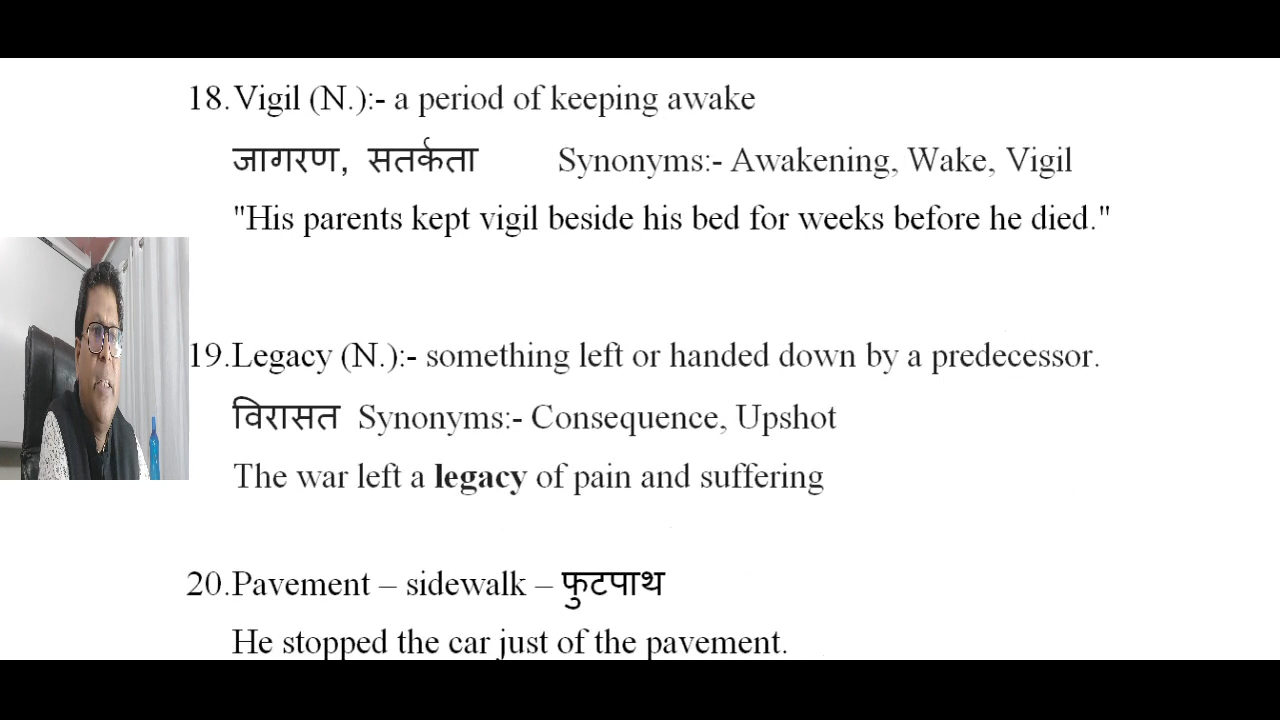 18.Vigil (N.):- a period of keeping awake
जागरण, सतर्कता Synonyms:- Awakening, Wake, Vigil
"His parents kept vigil beside his bed for weeks before he died."
19.Legacy (N.):- something left or handed down by a predecessor.
विरासत Synonyms:- Consequence, Upshot
The war left a legacy of pain and suffering
20.Pavement – sidewalk – फुटपाथ
He stopped the car just of the pavement.